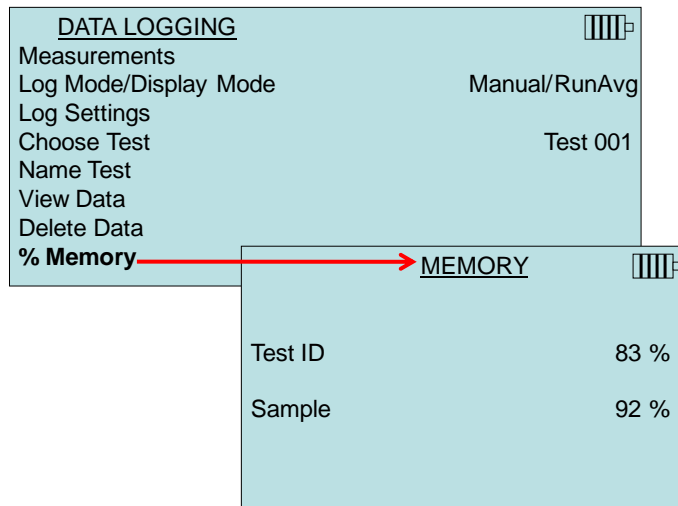 DATA LOGGING
Measurements
Log Mode/Display Mode Manual/RunAvg
Log Settings
Choose Test Test 001
Name Test
View Data
Delete Data
% Memory
MEMORY
Test ID 83 %
Sample 92 %